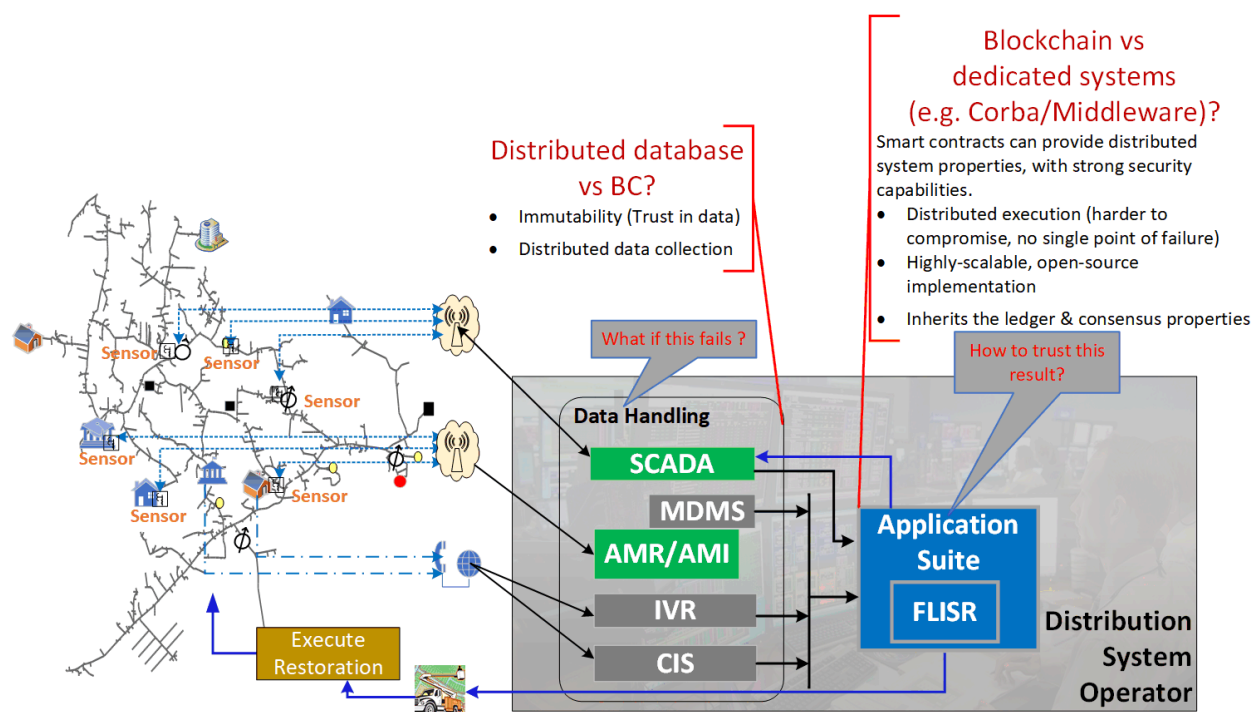 Blockchain vs
dedicated systems
(e.g. Corba/Middleware)?
Smart contracts can provide distributed
system properties, with strong security
capabilities.
• Distributed execution (harder to
compromise, no single point of failure)
• Highly-scalable, open-source
implementation
• Inherits the ledger & consensus properties
Distributed database
vs BC?
• Immutability (Trust in data)
• Distributed data collection
What if this fails ?
How to trust this
result?
Sensor
Sensor
Sensor
Sensor
Sensor
Sensor
Data Handling
SCADA
MDMS
AMR/AMI
IVR
CIS
Application
Suite
FLISR
Distribution
System
Operator
Execute
Restoration